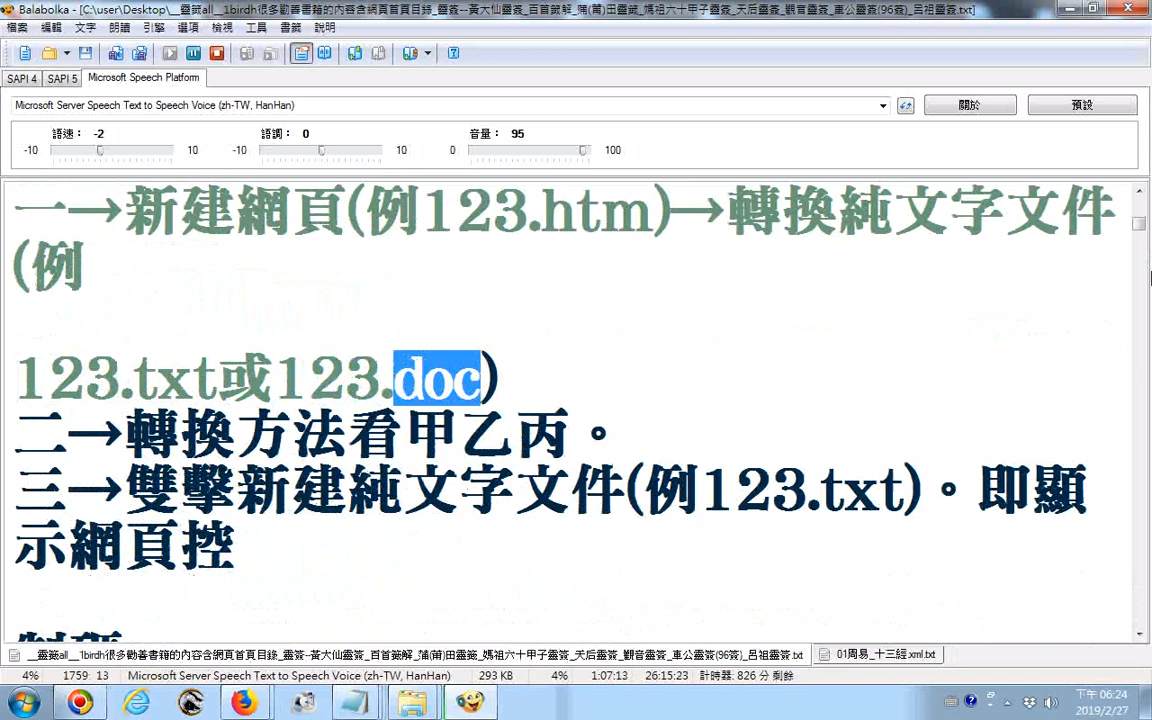 Balabolka - [C:\user\Desktop\__靈籤all__1birdh很多勸善書籍的內容含網頁首頁目錄_靈簽--黃大仙靈簽_百首籤解_蒲(莆)田靈籤_媽祖六十甲子靈簽_天后靈簽_觀音靈簽_車公靈簽(96簽)_呂祖靈簽.txt]
檔案 編輯 文字 朗讀 引擎 選項 檢視 工具 書籤 說明
SAPI 4 SAPI 5 Microsoft Speech Platform
Microsoft Server Speech Text to Speech Voice (zh-TW, HanHan) 關於 預設
語速： -2 語調： 0 音量： 95
-10 10 -10 10 0 100
一→新建網頁(例123.htm)→轉換純文字文件
(例
123.txt或123.doc)
二→轉換方法看甲乙丙。
三→雙擊新建純文字文件(例123.txt)。即顯
示網頁控
__靈籤all__1birdh很多勸善書籍的內容含網頁首頁目錄_靈簽--黃大仙靈簽_百首籤解_蒲(莆)田靈籤_媽祖六十甲子靈簽_天后靈簽_觀音靈簽_車公靈簽(96簽)_呂祖靈簽.txt 01周易_十三經.xml.txt
4% 1759: 13 Microsoft Server Speech Text to Speech Voice (zh-TW, HanHan) 293 KB 4% 1:07:13 26:15:23 計時器: 826 分 剩餘
下午 06:24
2019/2/27